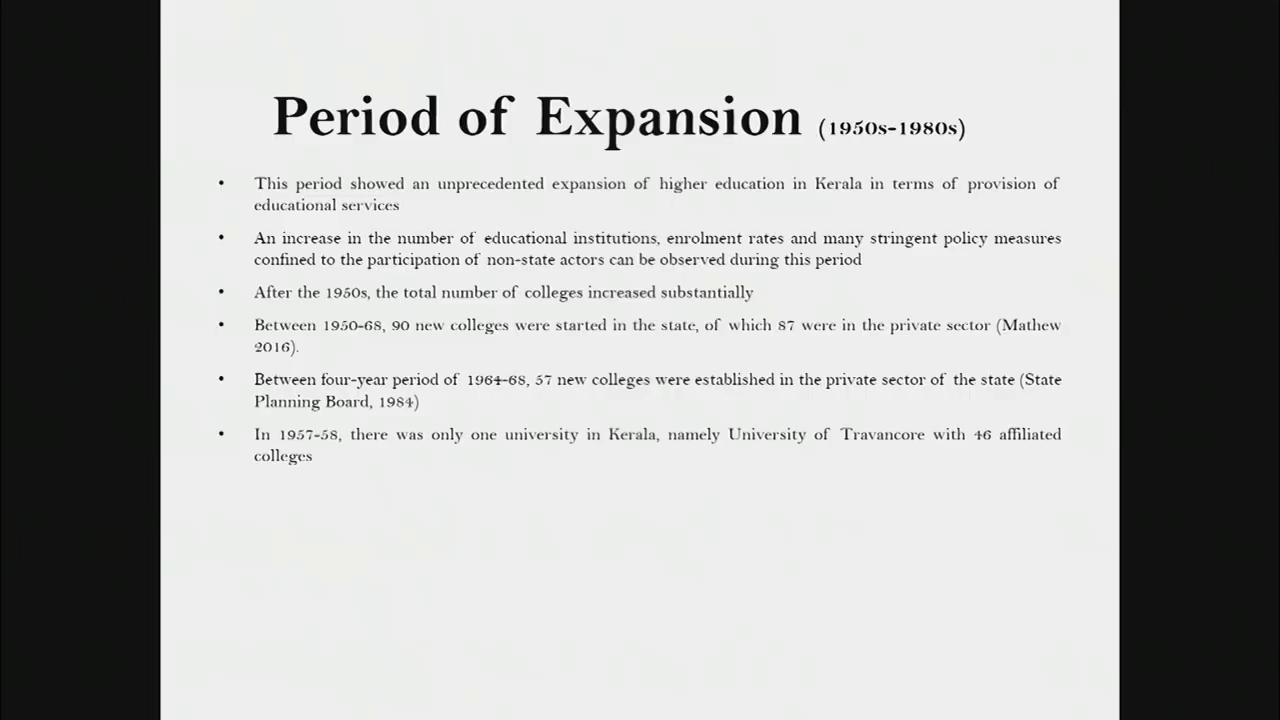 Period of Expansion (1950s-1980s)
• This period showed an unprecedented expansion of higher education in Kerala in terms of provision of
educational services
• An increase in the number of educational institutions, enrolment rates and many stringent policy measures
confined to the participation of non-state actors can be observed during this period
• After the 1950s, the total number of colleges increased substantially
• Between 1950-68, 90 new colleges were started in the state, of which 87 were in the private sector (Mathew
2016).
• Between four-year period of 1964-68, 57 new colleges were established in the private sector of the state (State
Planning Board, 1984)
• In 1957-58, there was only one university in Kerala, namely University of Travancore with 46 affiliated
colleges